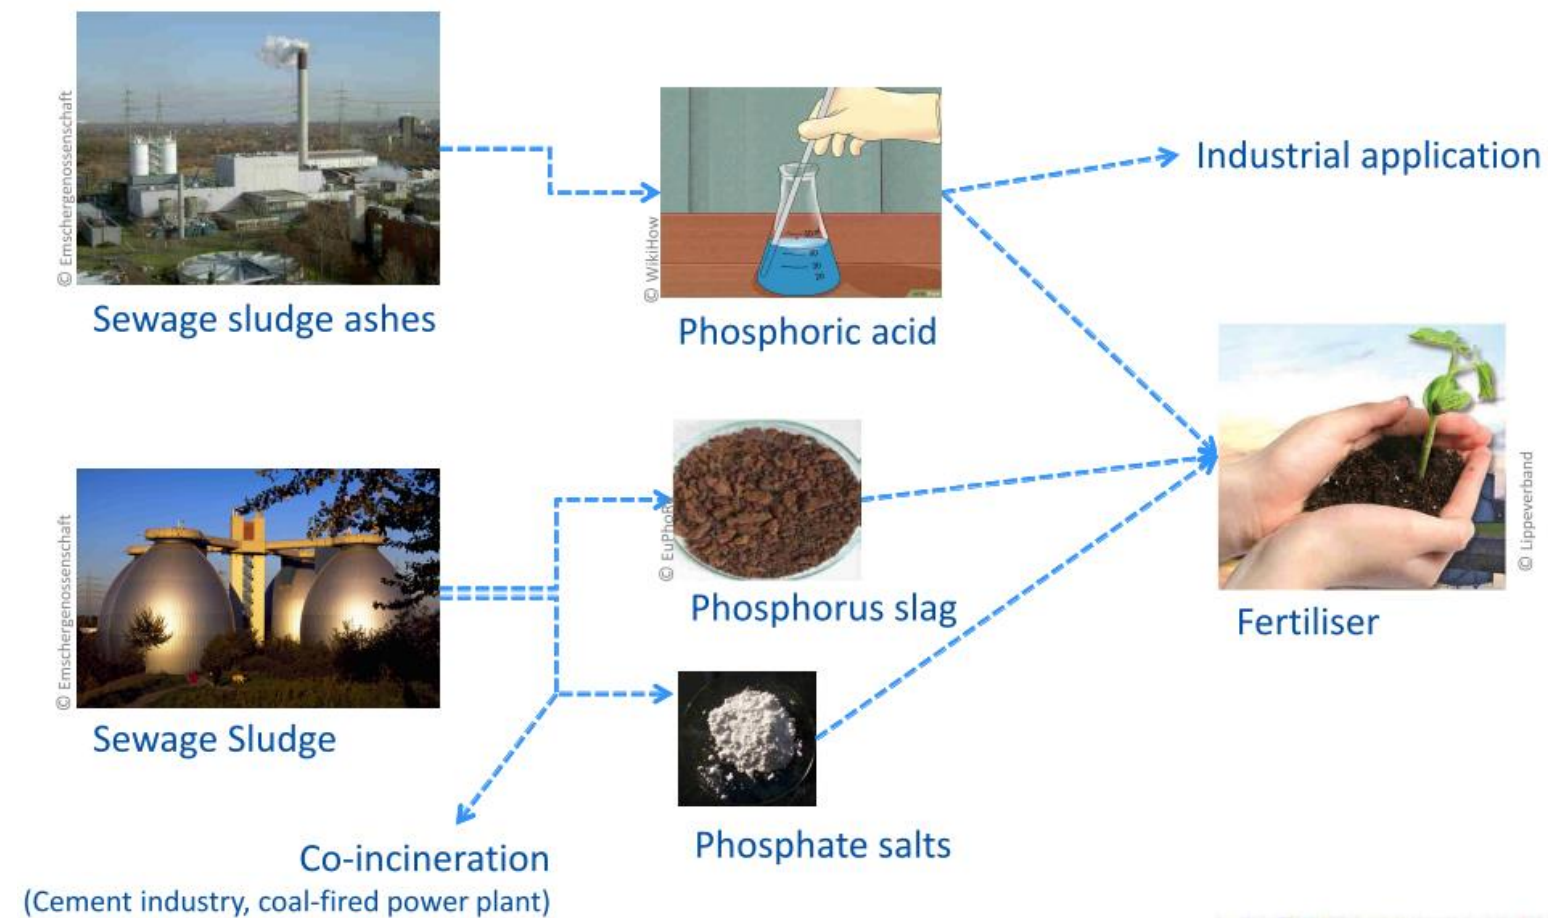 © Emschergenossenschaft
Sewage sludge ashes
© WikiHow
Phosphoric acid
Industrial application
© Emschergenossenschaft
Sewage Sludge
Phosphorus slag
Phosphate salts
© Lippeverband
Fertiliser
Co-incineration
(Cement industry, coal-fired power plant)